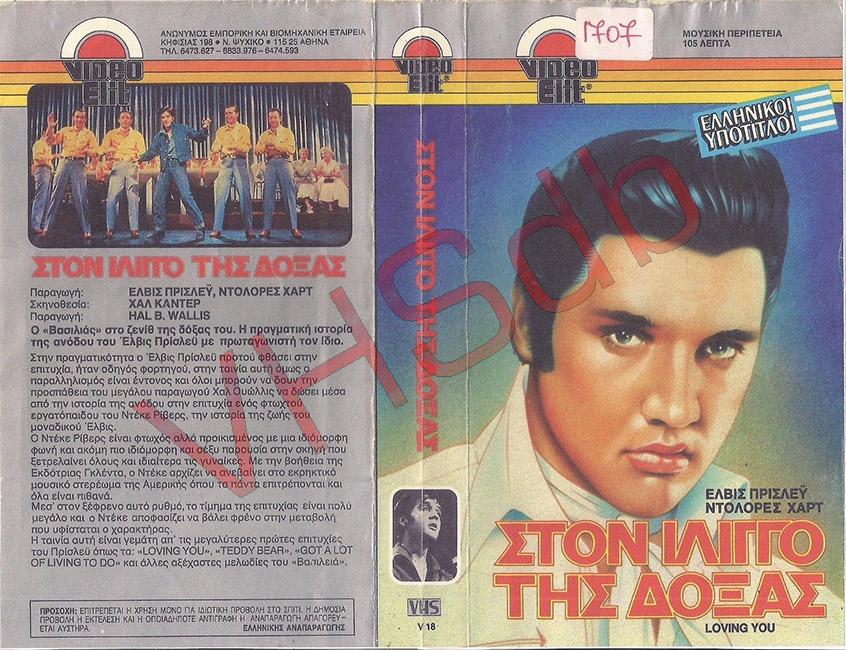 Video
Elit
ΑΝΩΝΥΜΟΣ ΕΜΠΟΡΙΚΗ ΚΑΙ ΒΙΟΜΗΧΑΝΙΚΗ ΕΤΑΙΡΕΙΑ
ΚΗΦΙΣΙΑΣ 198 • Ν. ΨΥΧΙΚΟ • 115 25 ΑΘΗΝΑ
ΤΗΛ. 6473.627 - 6833.976 - 6474.593
ΣΤΟΝ ΙΛΙΓΓΟ ΤΗΣ ΔΟΞΑΣ
Παραγωγή: ΕΛΒΙΣ ΠΡΙΣΛΕΫ, ΝΤΟΛΟΡΕΣ ΧΑΡΤ
Σκηνοθεσία: ΧΑΛ ΚΑΝΤΕΡ
Παραγωγή: HAL B. WALLIS
Ο «Βασιλιάς» στο ζενίθ της δόξας του. Η πραγματική ιστορία
της ανόδου του Έλβις Πρίσλεϋ με πρωταγωνιστή τον ίδιο.
Στην πραγματικότητα ο Έλβις Πρίσλεϋ προτού φθάσει στην
επιτυχία, ήταν οδηγός φορτηγού, στην ταινία αυτή όμως ο
παραλληλισμός είναι έντονος και όλοι μπορούν να δουν την
προσπάθεια του μεγάλου παραγωγού Χαλ Ουώλλις να δώσει μέσα
από την ιστορία της ανόδου στην επιτυχία ενός φτωχού
εργατόπαιδου του Ντέκε Ρίβερς, την ιστορία της ζωής του
μοναδικού Έλβις.
Ο Ντέκε Ρίβερς είναι φτωχός αλλά προικισμένος με μια ιδιόμορφη
φωνή και ακόμη πιο ιδιόμορφη και σέξυ παρουσία στην σκηνή που
ξετρελαίνει όλους και ιδιαίτερα τις γυναίκες. Με την βοήθεια της
Εκδότριας Γκλέντα, ο Ντέκε αρχίζει να ανεβαίνει στο εκρηκτικό
μουσικό στερέωμα της Αμερικής όπου τα πάντα επιτρέπονται και
όλα είναι πιθανά.
Μεσ' στον ξέφρενο αυτό ρυθμό, το τίμημα της επιτυχίας είναι πολύ
μεγάλο και ο Ντέκε αποφασίζει να βάλει φρένο στην μεταβολή
που υφίσταται ο χαρακτήρας.
Η ταινία αυτή είναι γεμάτη απ' τις μεγαλύτερες πρώτες επιτυχίες
του Πρίσλεϋ όπως τα: «LOVING YOU», «TEDDY BEAR», «GOT A LOT
OF LIVING TO DO» και άλλες αξέχαστες μελωδίες του «Βασιλειά».
ΠΡΟΣΟΧΗ: ΕΠΙΤΡΕΠΕΤΑΙ Η ΧΡΗΣΗ ΜΟΝΟ ΓΙΑ ΙΔΙΩΤΙΚΗ ΠΡΟΒΟΛΗ ΣΤΟ ΣΠΙΤΙ. Η ΔΗΜΟΣΙΑ
ΠΡΟΒΟΛΗ Η ΕΚΤΕΛΕΣΗ ΚΑΙ Η ΟΠΟΙΑΔΗΠΟΤΕ ΑΝΤΙΓΡΑΦΗ Η ΑΝΑΠΑΡΑΓΩΓΗ ΑΠΑΓΟΡΕΥ-
ΕΤΑΙ ΑΥΣΤΗΡΑ. ΕΛΛΗΝΙΚΗΣ ΑΝΑΠΑΡΑΓΩΓΗΣ
Video
Elit®
ΣΤΟΝ ΙΛΙΓΓΟ ΤΗΣ ΔΟΞΑΣ
VHS
V 18
Video
Elit®
1707
ΜΟΥΣΙΚΗ ΠΕΡΙΠΕΤΕΙΑ
105 ΛΕΠΤΑ
ΕΛΛΗΝΙΚΟΙ
ΥΠΟΤΙΤΛΟΙ
ΕΛΒΙΣ ΠΡΙΣΛΕΫ
ΝΤΟΛΟΡΕΣ ΧΑΡΤ
ΣΤΟΝ ΙΛΙΓΓΟ
ΤΗΣ ΔΟΞΑΣ
LOVING YOU
VHSdb